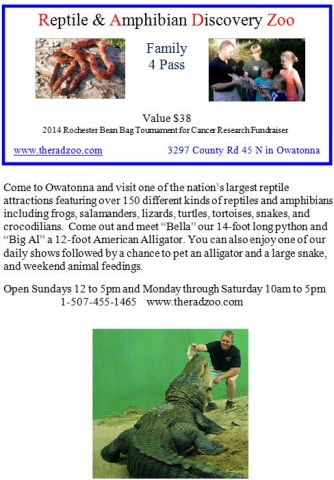 Reptile & Amphibian Discovery Zoo
Family
4 Pass
Value $38
2014 Rochester Bean Bag Tournament for Cancer Research Fundraiser
www.theradzoo.com 3297 County Rd 45 N in Owatonna
Come to Owatonna and visit one of the nation's largest reptile
attractions featuring over 150 different kinds of reptiles and amphibians
including frogs, salamanders, lizards, turtles, tortoises, snakes, and
crocodilians. Come out and meet “Bella” our 14-foot long python and
“Big Al” a 12-foot American Alligator. You can also enjoy one of our
daily shows followed by a chance to pet an alligator and a large snake,
and weekend animal feedings.
Open Sundays 12 to 5pm and Monday through Saturday 10am to 5pm
1-507-455-1465 www.theradzoo.com